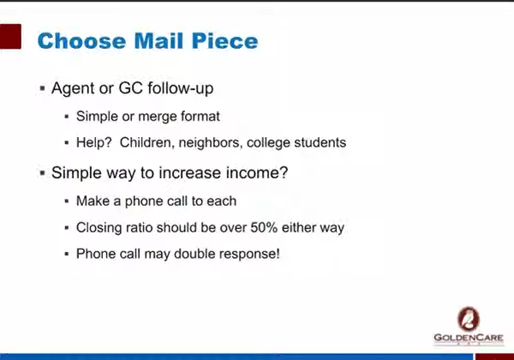 Choose Mail Piece
▪ Agent or GC follow-up
▪ Simple or merge format
▪ Help? Children, neighbors, college students
▪ Simple way to increase income?
▪ Make a phone call to each
▪ Closing ratio should be over 50% either way
▪ Phone call may double response!
GOLDENCARE